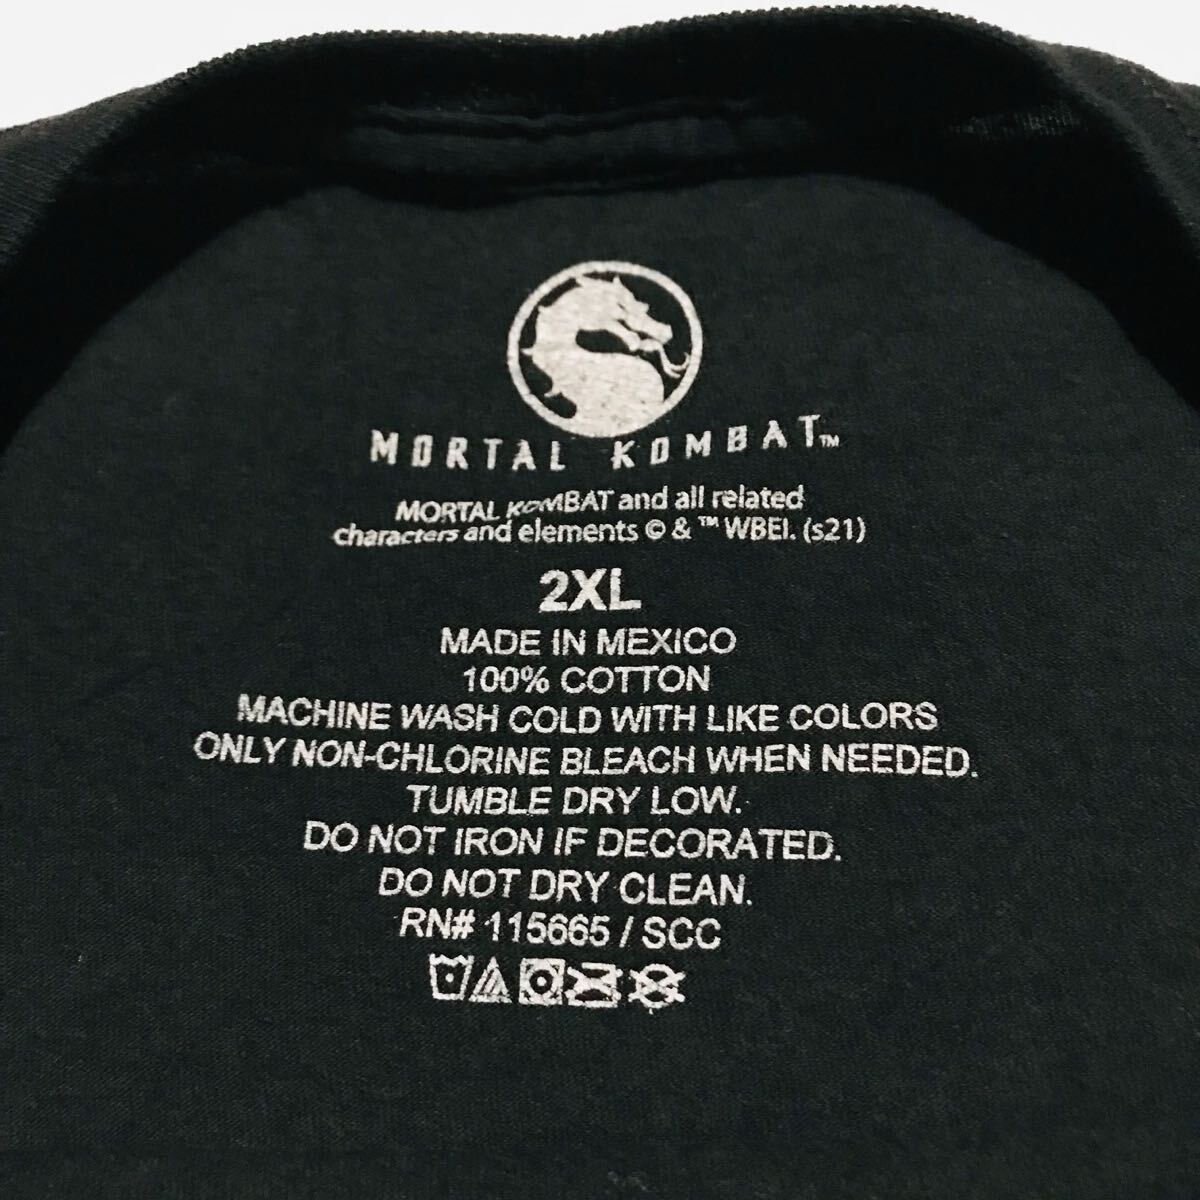 MORTAL KOMBAT™
MORTAL KOMBAT and all related
characters and elements © & ™ WBEI. (s21)
2XL
MADE IN MEXICO
100% COTTON
MACHINE WASH COLD WITH LIKE COLORS
ONLY NON-CHLORINE BLEACH WHEN NEEDED.
TUMBLE DRY LOW.
DO NOT IRON IF DECORATED.
DO NOT DRY CLEAN.
RN# 115665 / SCC